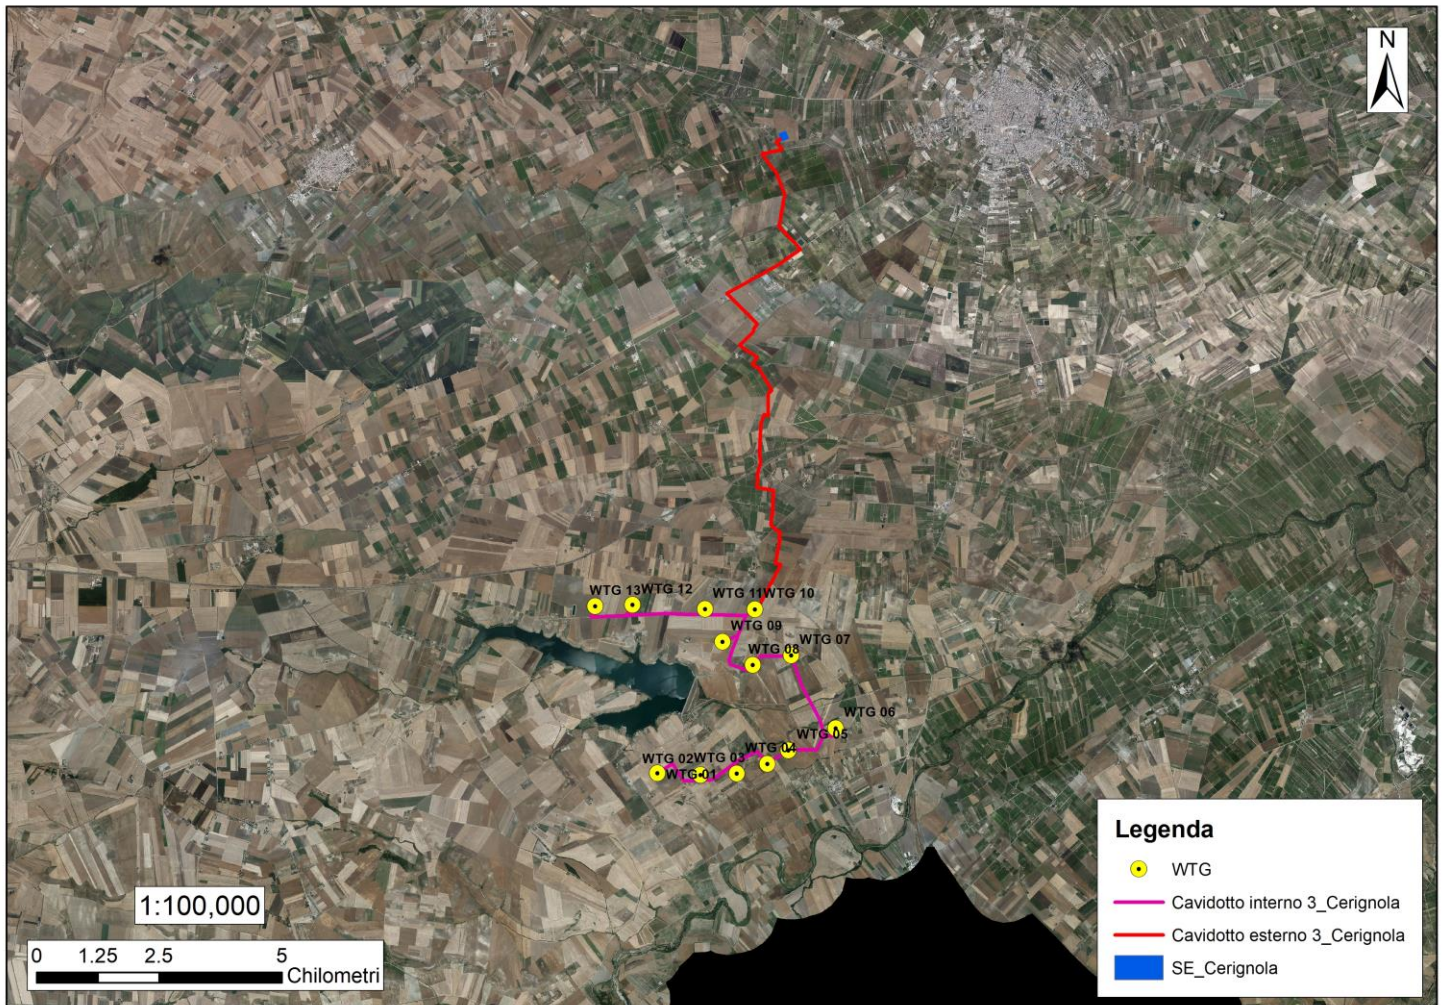 N
WTG 13
WTG 12
WTG 11
WTG 10
WTG 09
WTG 08
WTG 07
WTG 06
WTG 05
WTG 04
WTG 02
WTG 03
WTG 01
1:100,000
0 1.25 2.5 5
Chilometri
Legenda
WTG
Cavidotto interno 3_Cerignola
Cavidotto esterno 3_Cerignola
SE_Cerignola